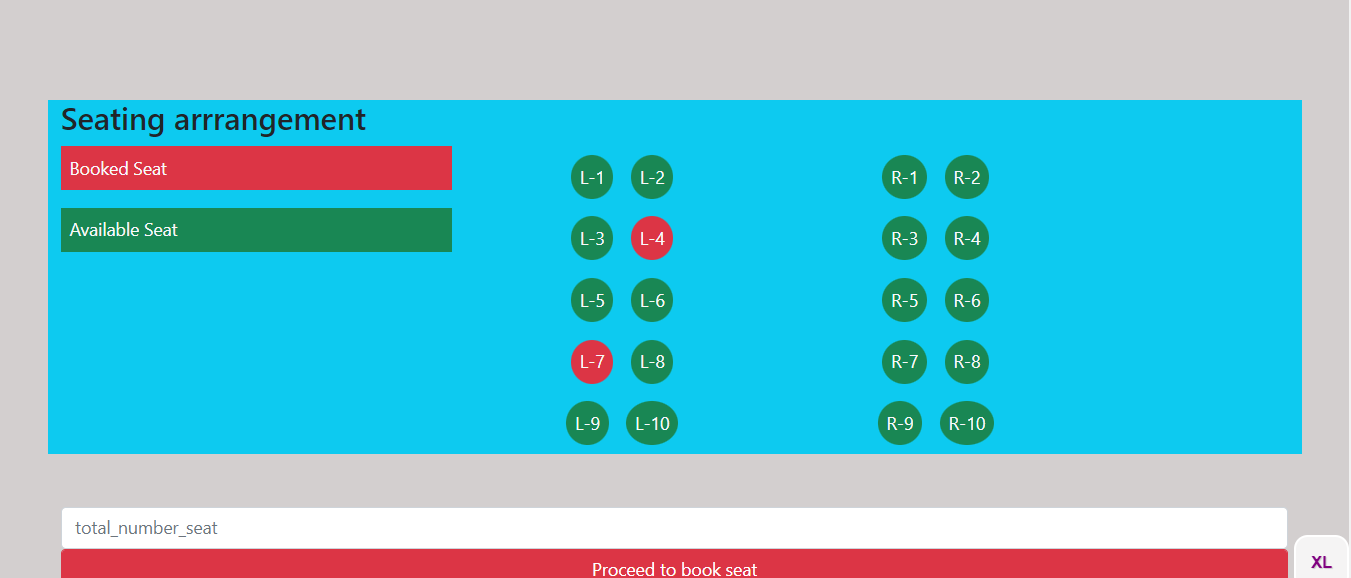 Seating arrrangement
Booked Seat
Available Seat
L-1 L-2 R-1 R-2
L-3 L-4 R-3 R-4
L-5 L-6 R-5 R-6
L-7 L-8 R-7 R-8
L-9 L-10 R-9 R-10
total_number_seat
Proceed to book seat
XL